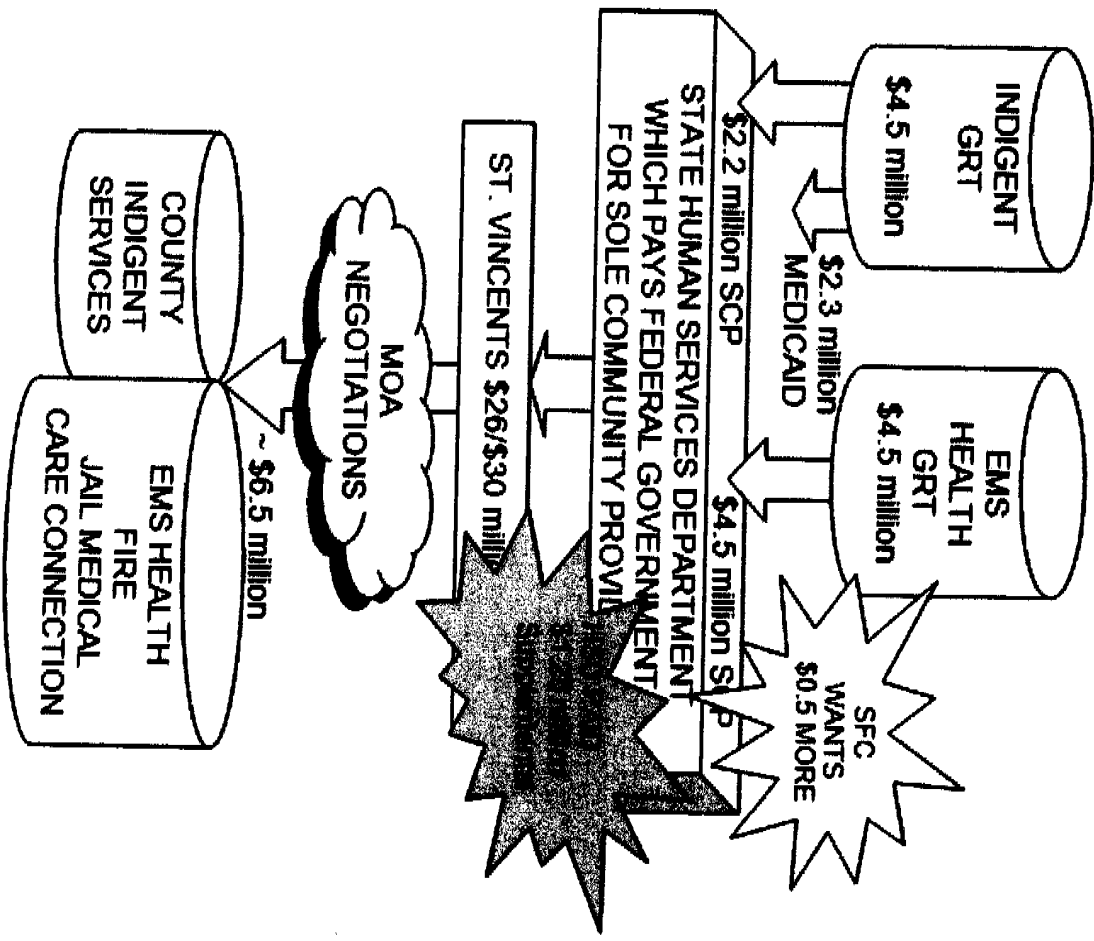 INDIGENT
GRT
$4.5 million
EMS
HEALTH
GRT
$4.5 million
SFC
WANTS
$0.5 MORE
$2.3 million
MEDICAID
$2.2 million SCP
$4.5 million S P
STATE HUMAN SERVICES DEPARTMENT
WHICH PAYS FEDERAL GOVERNMENT
FOR SOLE COMMUNITY PROVID
ST. VINCENTS $26/$30 milli
MOA
NEGOTIATIONS
~ $6.5 million
COUNTY
INDIGENT
SERVICES
EMS HEALTH
FIRE
JAIL MEDICAL
CARE CONNECTION